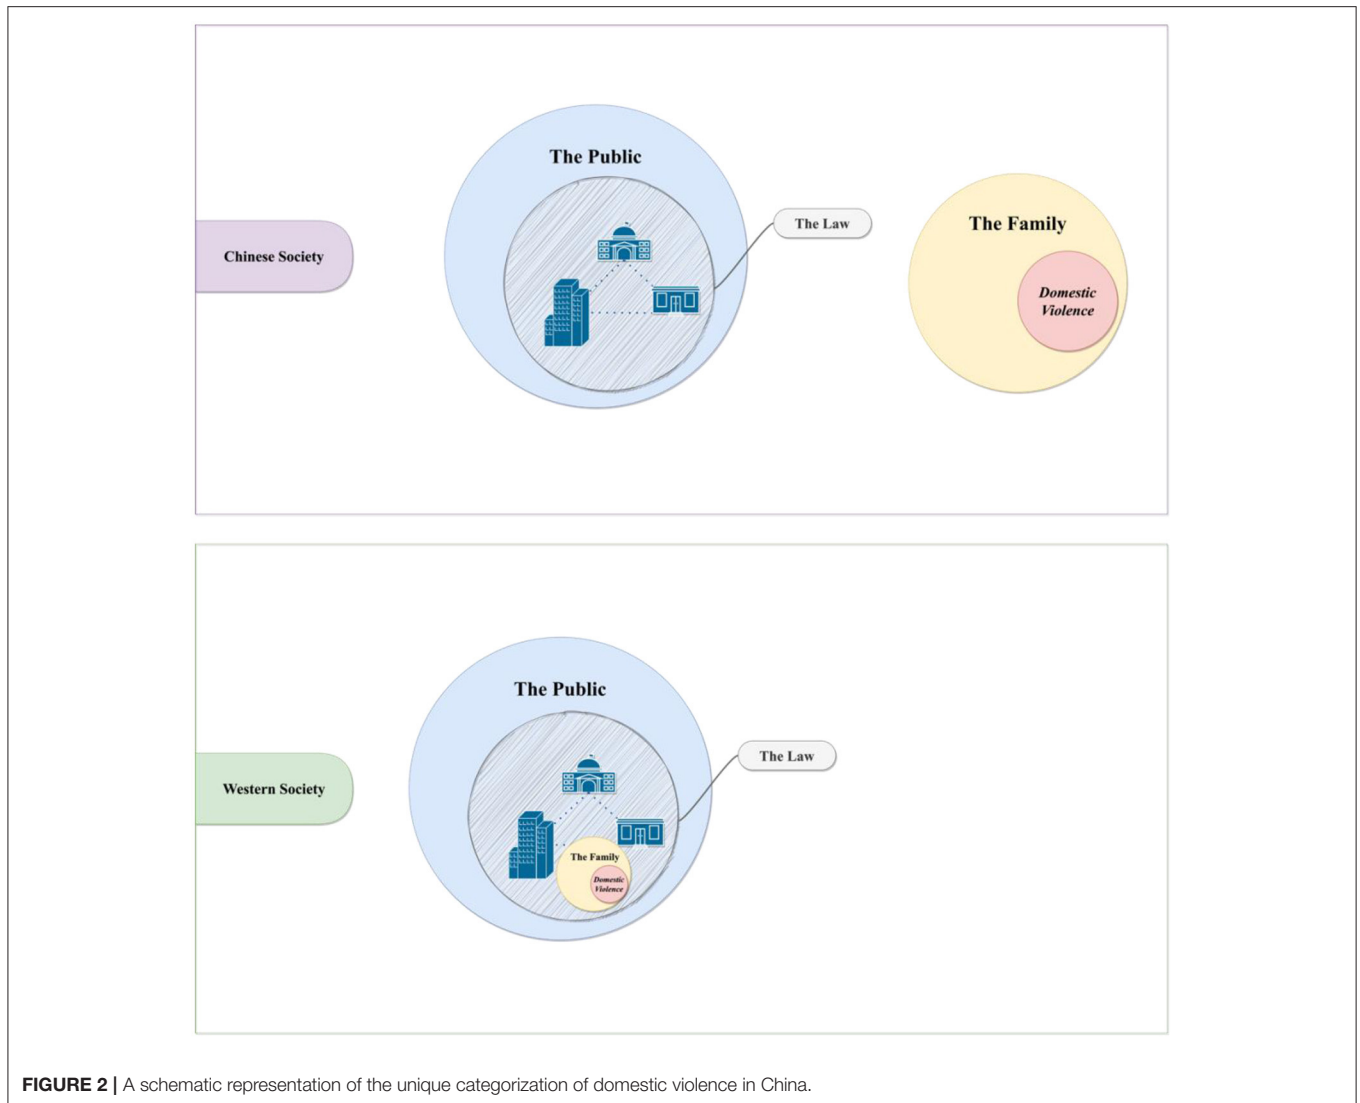 The Public
The Law
The Family
Chinese Society
Domestic
Violence
The Public
The Law
Western Society
The Family
Domestic
Violence
FIGURE 2 | A schematic representation of the unique categorization of domestic violence in China.